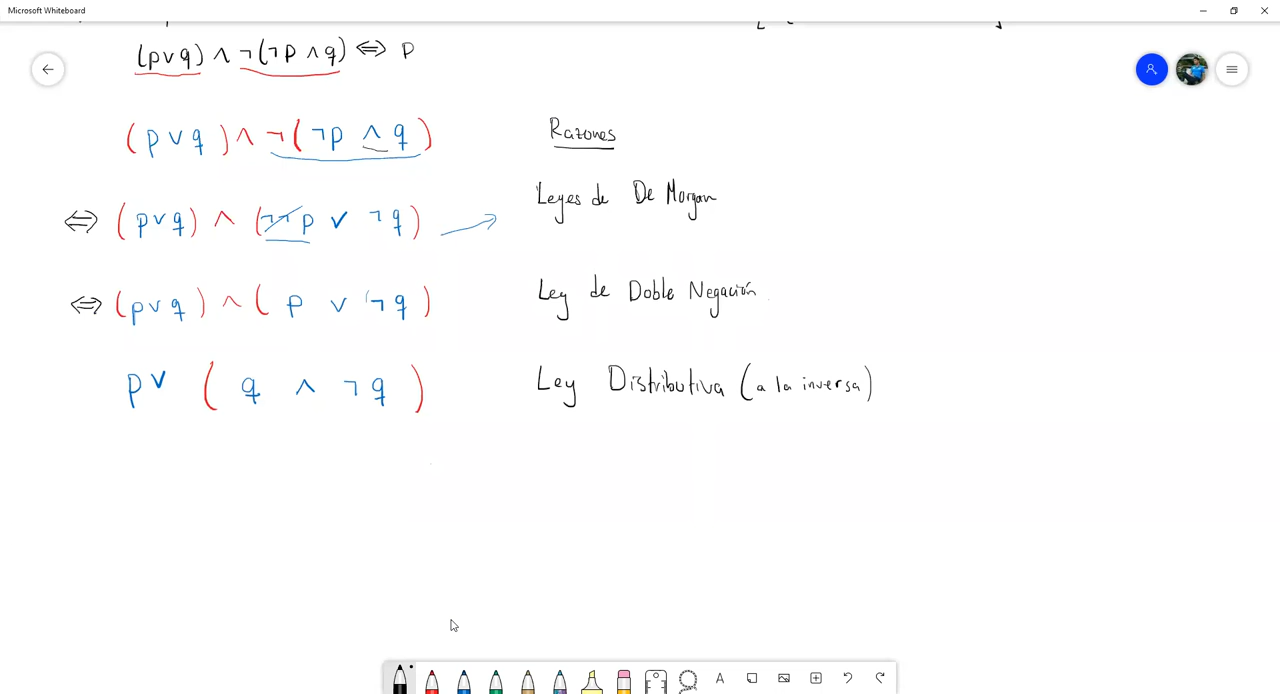 Microsoft Whiteboard
(p∨q) ∧ ¬(¬p ∧ q) ⟺ p
(p∨q) ∧ ¬(¬p ∧ q)
Razones
⟺ (p∨q) ∧ (¬¬p ∨ ¬q)
Leyes de De Morgan
⟺ (p∨q) ∧ (p ∨ ¬q)
Ley de Doble Negación
p∨ (q ∧ ¬q)
Ley Distributiva (a la inversa)
A